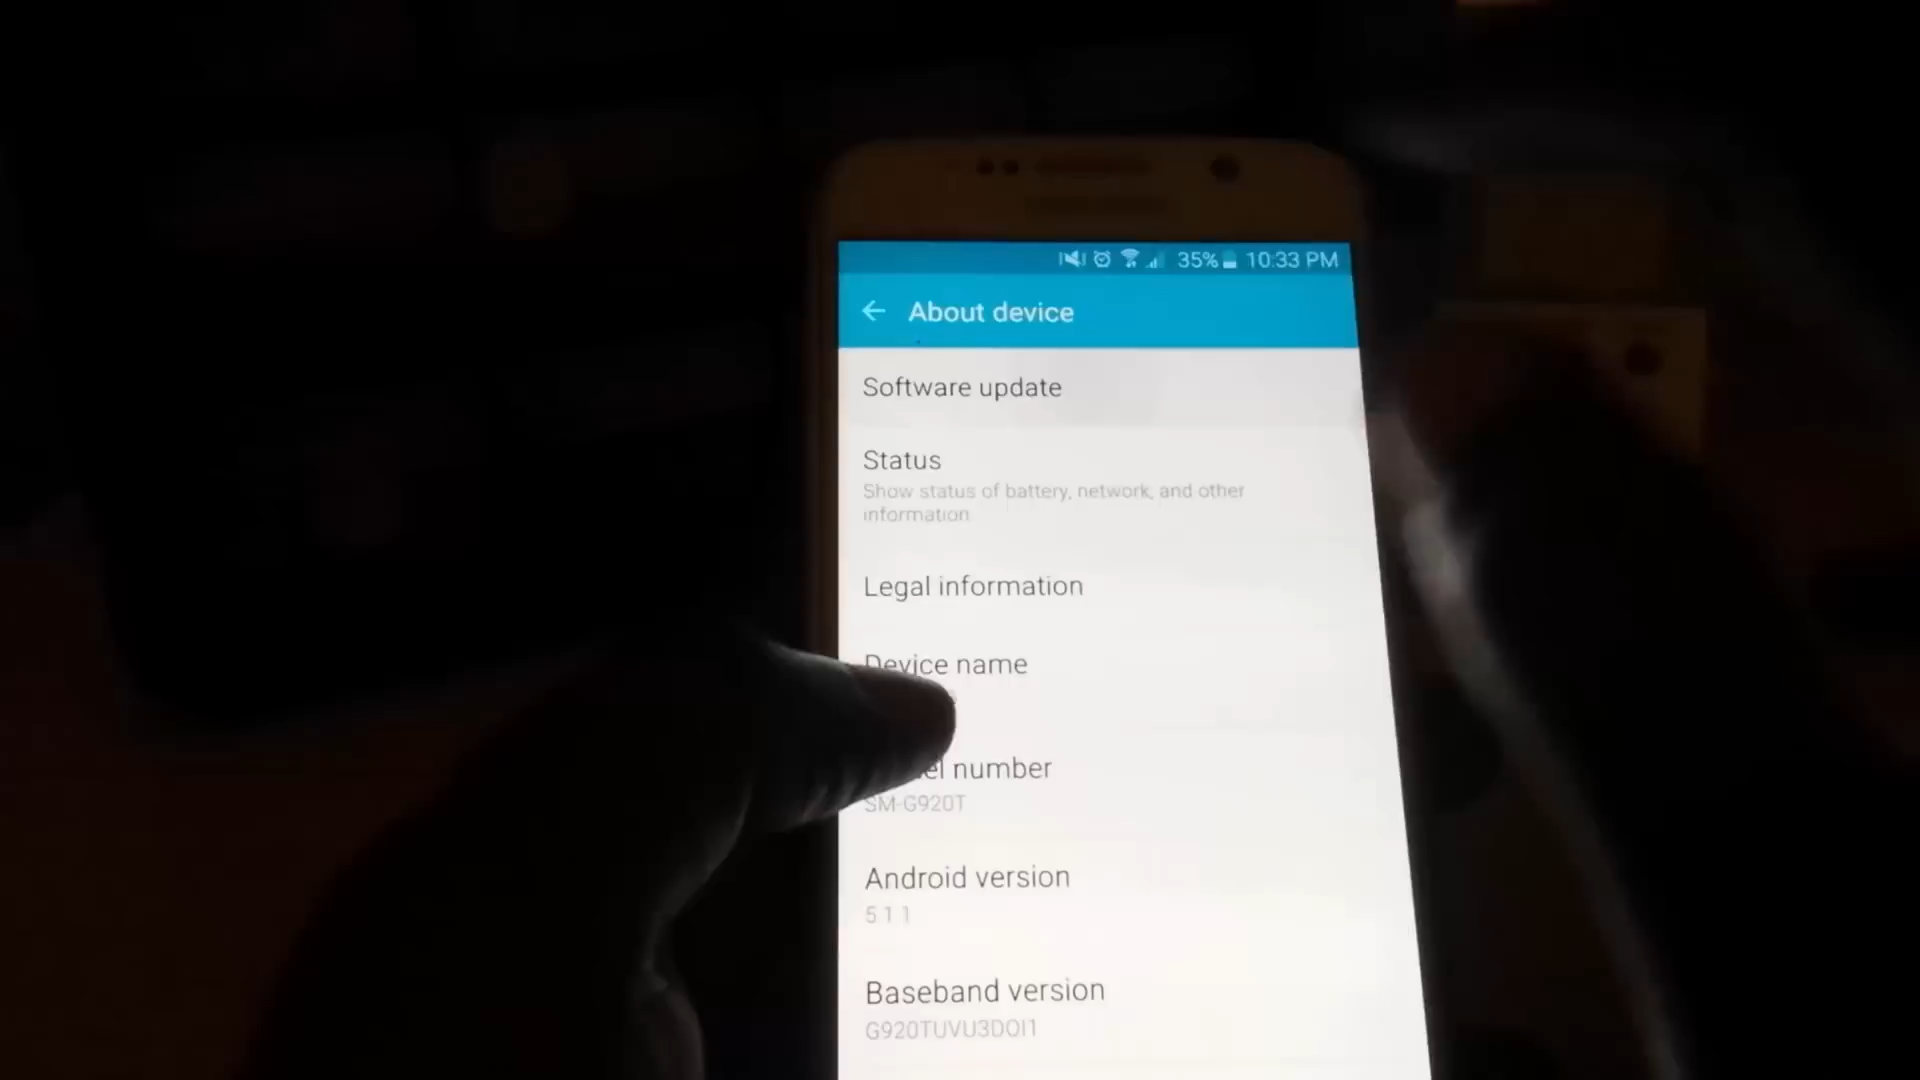 35% 10:33 PM
About device
Software update
Status
Show status of battery, network, and other
information
Legal information
Device name
number
SM-G920T
Android version
5.1.1
Baseband version
G920TUVU3DOI1